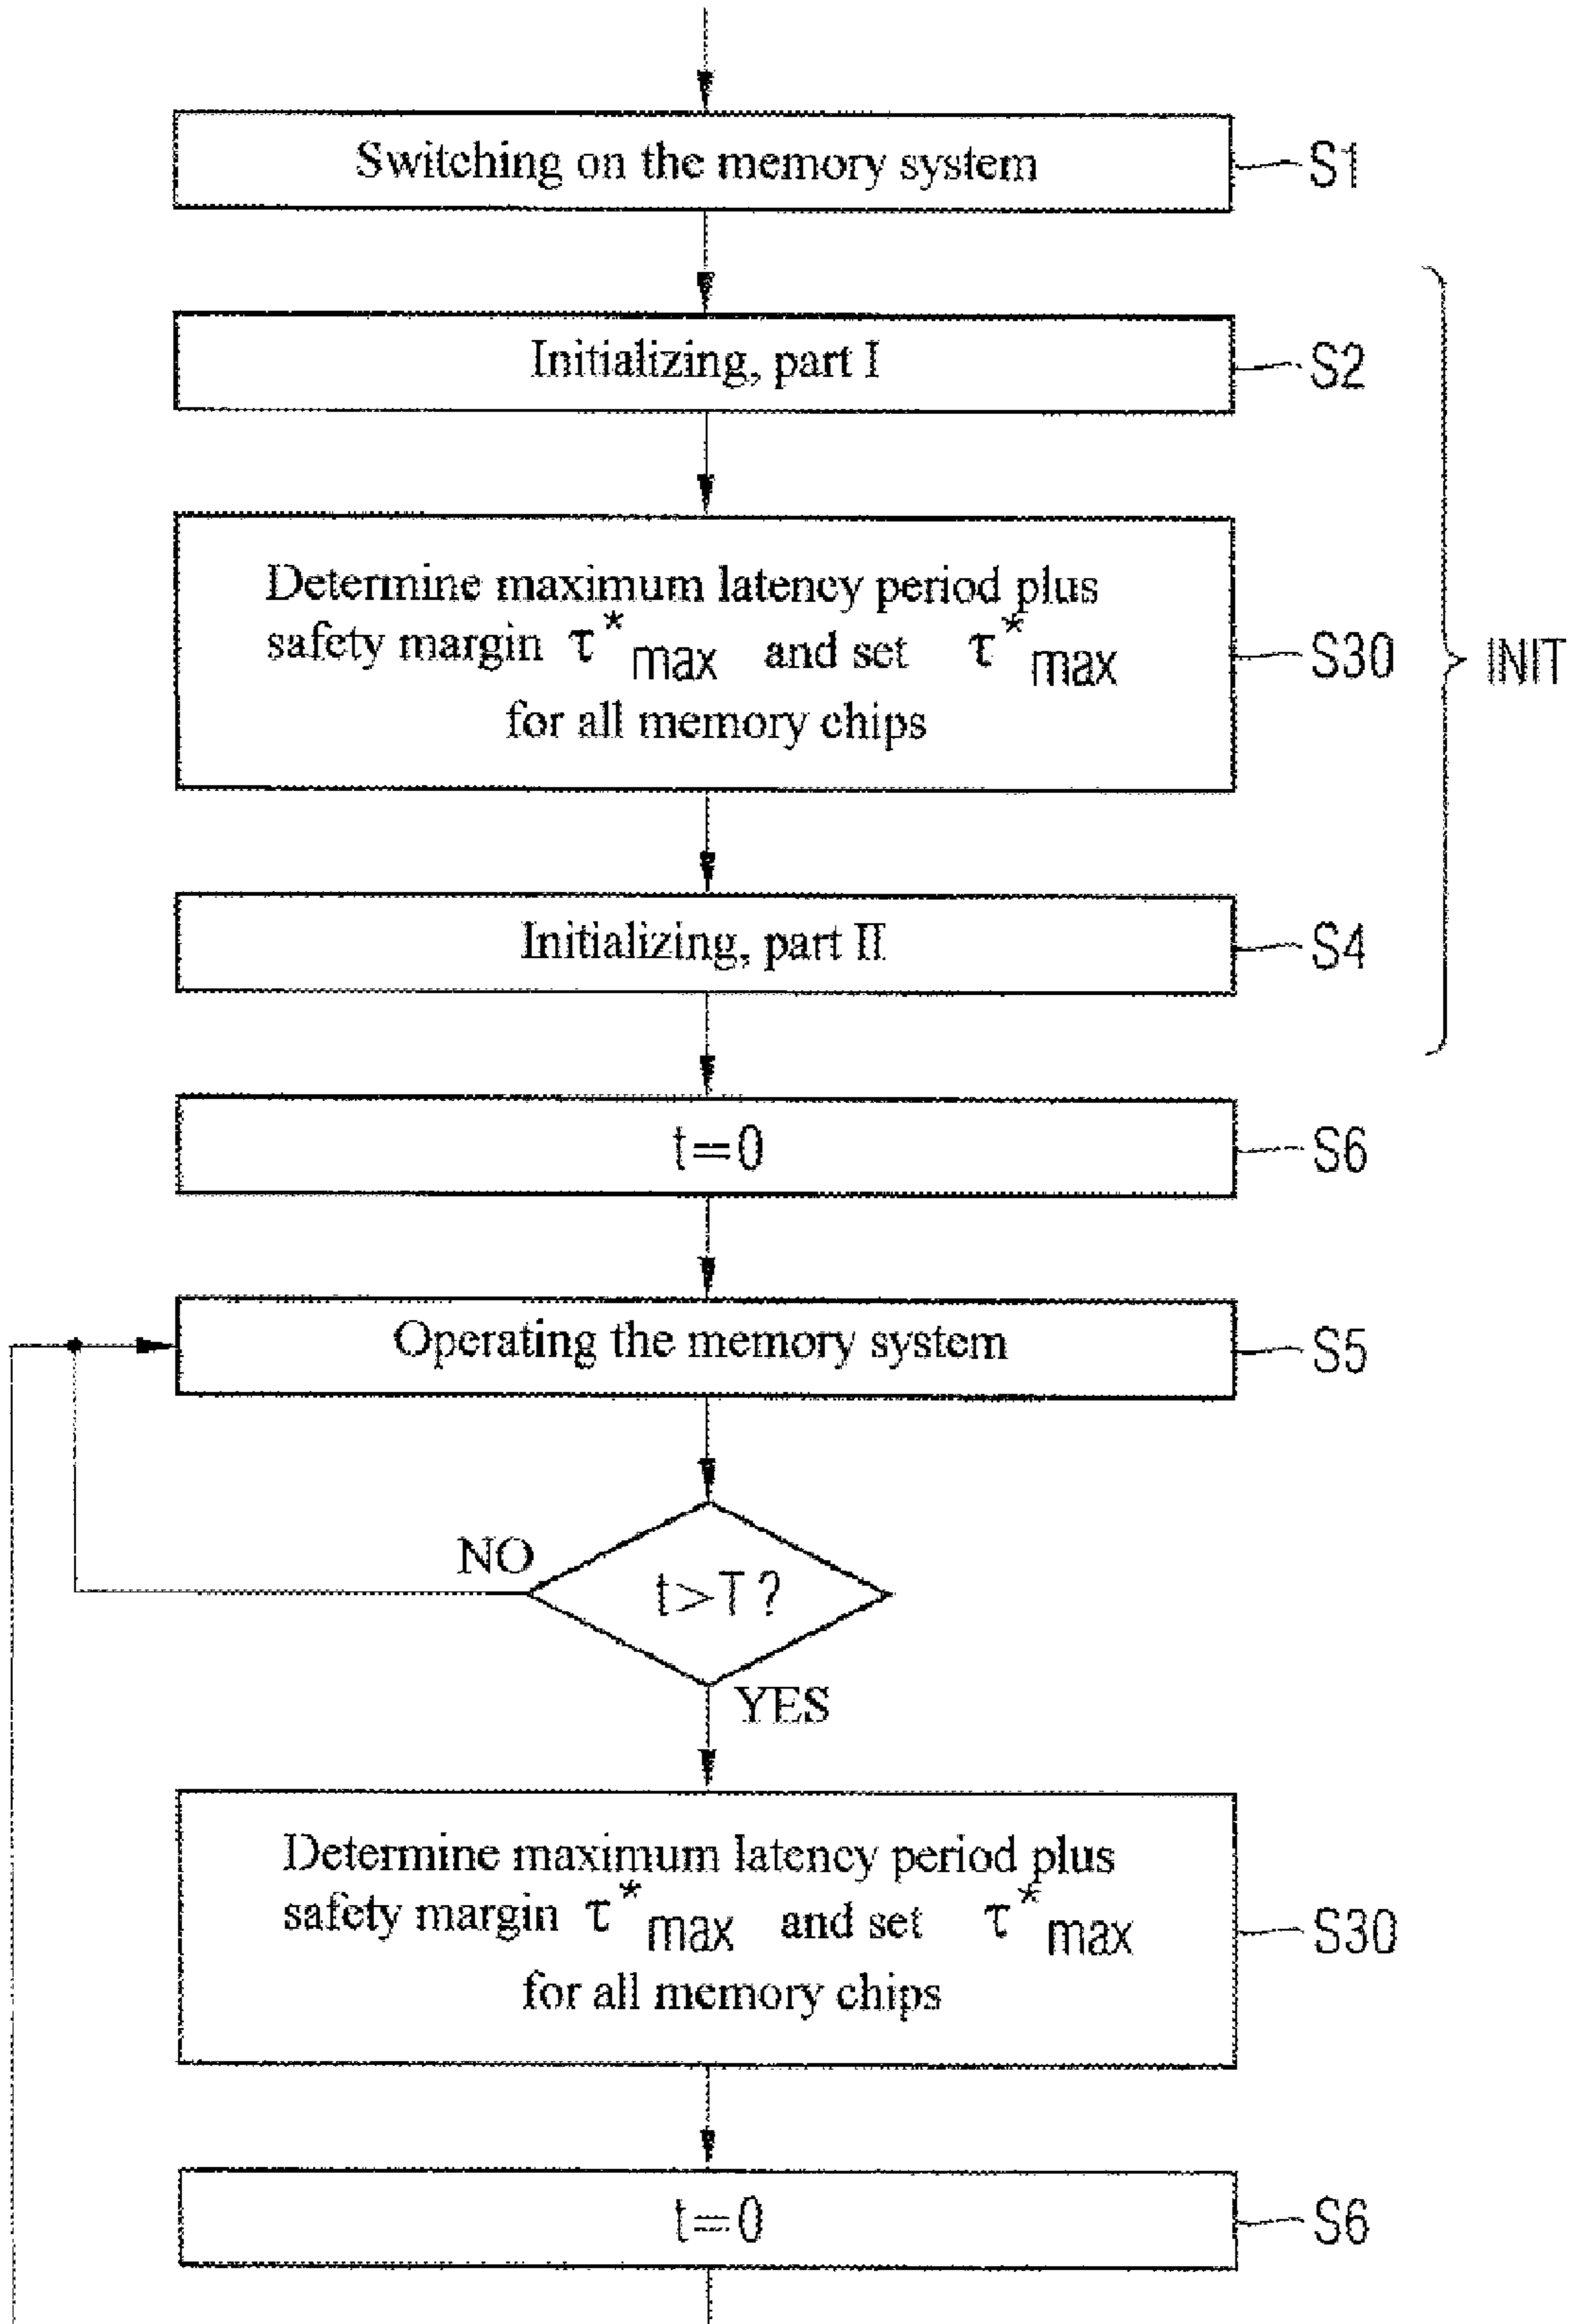 Switching on the memory system
S1
Initializing, part I
S2
Determine maximum latency period plus
safety margin τ*max and set τ*max
for all memory chips
S30
INIT
Initializing, part II
S4
t=0
S6
Operating the memory system
S5
NO
t>T?
YES
Determine maximum latency period plus
safety margin τ*max and set τ*max
for all memory chips
S30
t=0
S6